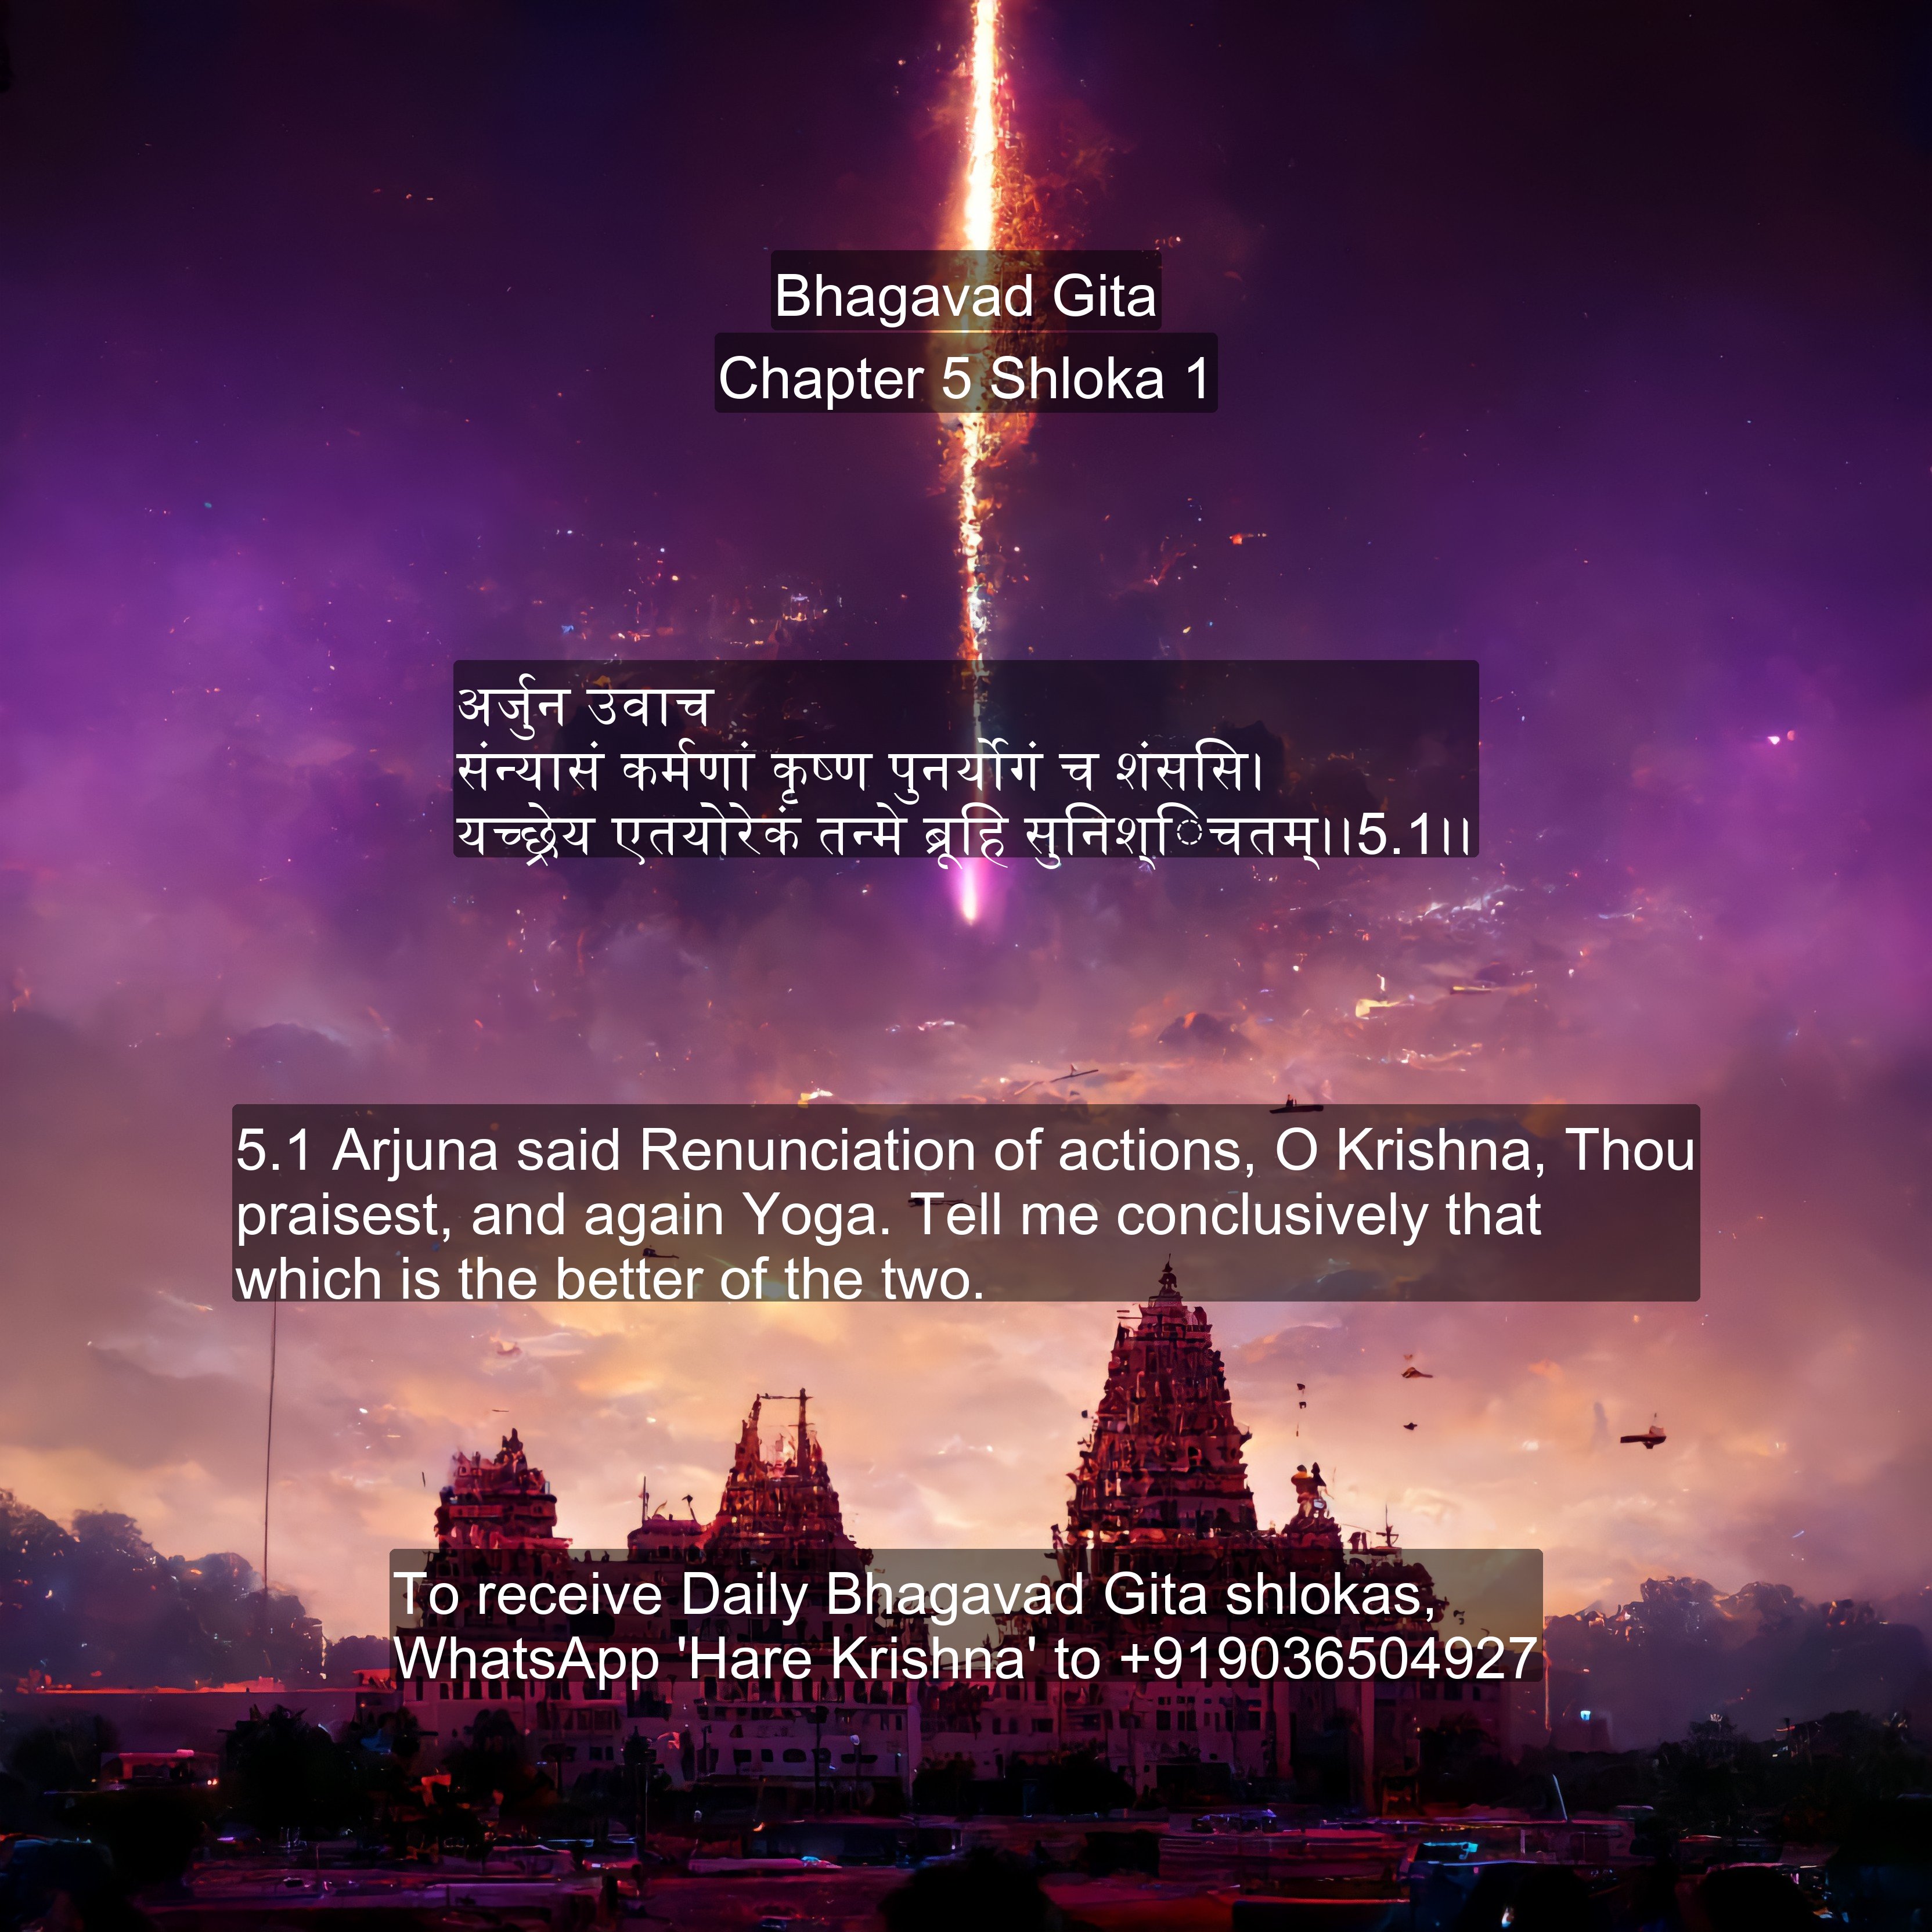 Bhagavad Gita
Chapter 5 Shloka 1
अर्जुन उवाच
संन्यासं कर्मणां कृष्ण पुनर्योगं च शंससि।
यच्छ्रेय एतयोरेकं तन्मे ब्रूहि सुनिश्िचतम्।।5.1।।
5.1 Arjuna said Renunciation of actions, O Krishna, Thou
praisest, and again Yoga. Tell me conclusively that
which is the better of the two.
To receive Daily Bhagavad Gita shlokas,
WhatsApp 'Hare Krishna' to +919036504927